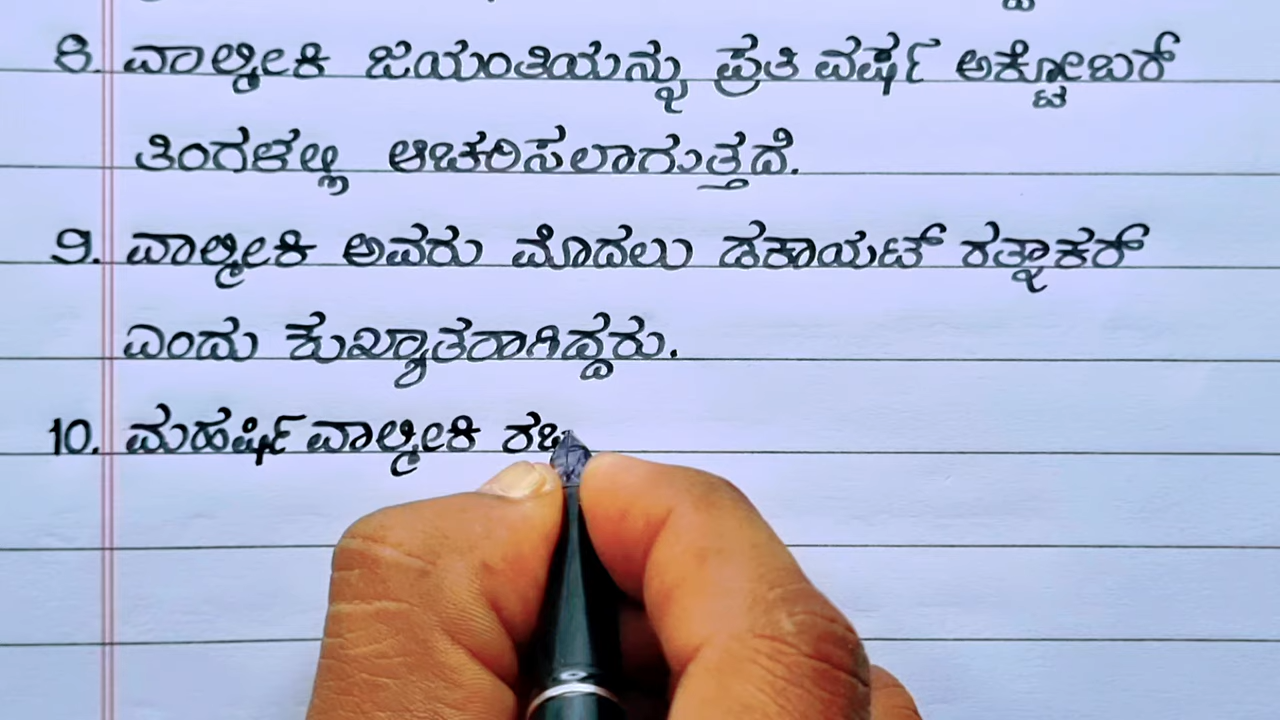 8. ವಾಲ್ಮೀಕಿ ಜಯಂತಿಯನ್ನು ಪ್ರತಿ ವರ್ಷ ಅಕ್ಟೋಬರ್
ತಿಂಗಳಲ್ಲಿ ಆಚರಿಸಲಾಗುತ್ತದೆ.
9. ವಾಲ್ಮೀಕಿ ಅವರು ಮೊದಲು ಡಕಾಯಟ್ ರತ್ನಾಕರ್
ಎಂದು ಕುಖ್ಯಾತರಾಗಿದ್ದರು.
10. ಮಹರ್ಷಿ ವಾಲ್ಮೀಕಿ